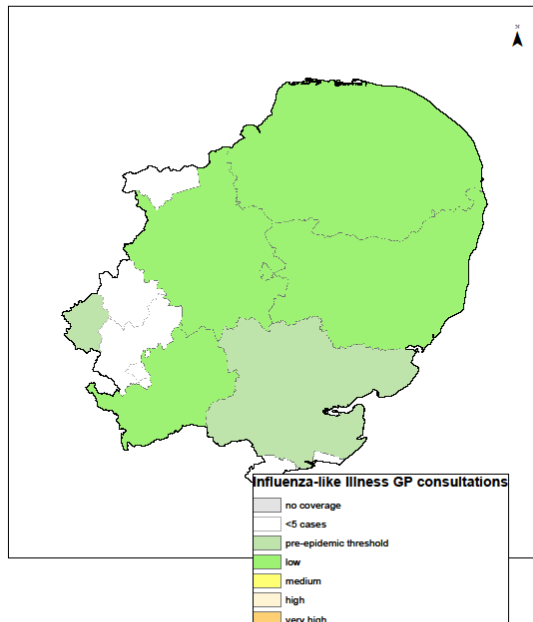 N
Influenza-like Illness GP consultations
no coverage
<5 cases
pre-epidemic threshold
low
medium
high
very high